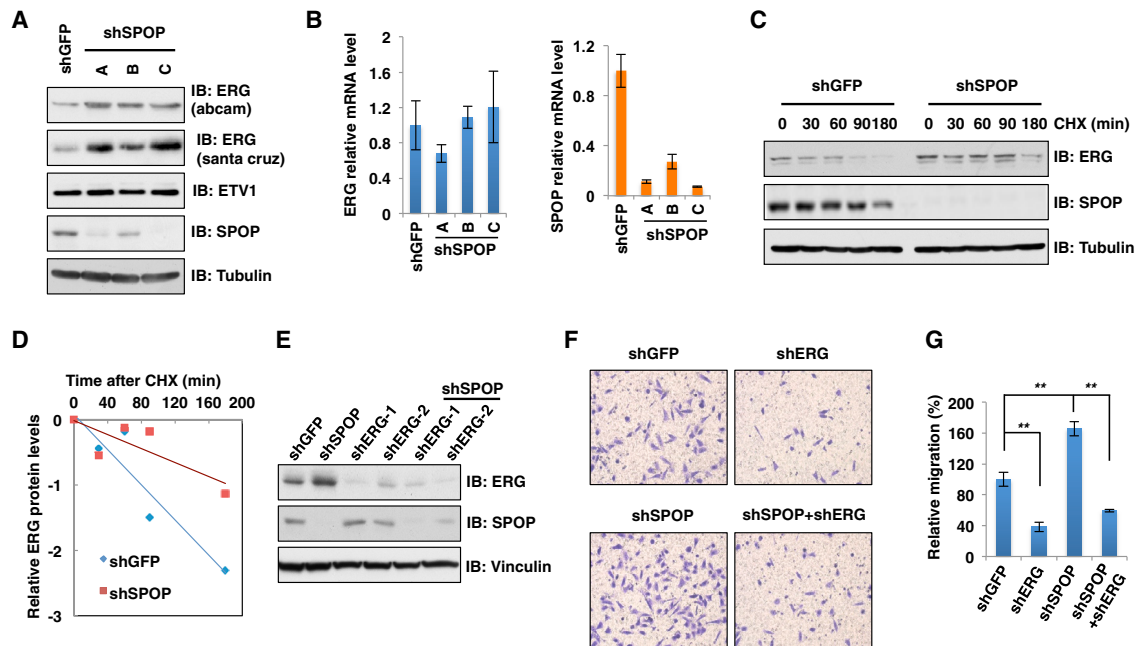 A
shGFP
shSPOP
A
B
C
IB: ERG
(abcam)
IB: ERG
(santa cruz)
IB: ETV1
IB: SPOP
IB: Tubulin
B
ERG relative mRNA level
2
1.6
1.2
0.8
0.4
0
shGFP
A
B
C
shSPOP
SPOP relative mRNA level
1.2
0.8
0.4
0
shGFP
A
B
C
shSPOP
C
shGFP
shSPOP
0 30 60 90 180 0 30 60 90 180 CHX (min)
IB: ERG
IB: SPOP
IB: Tubulin
D
Time after CHX (min)
0 40 80 120 160 200
Relative ERG protein levels
0
-1
-2
-3
shGFP
shSPOP
E
shSPOP
shGFP
shSPOP
shERG-1
shERG-2
shERG-1
shERG-2
IB: ERG
IB: SPOP
IB: Vinculin
F
shGFP
shERG
shSPOP
shSPOP+shERG
G
Relative migration (%)
200
160
120
80
40
0
**
**
**
shGFP
shERG
shSPOP
shSPOP
+shERG